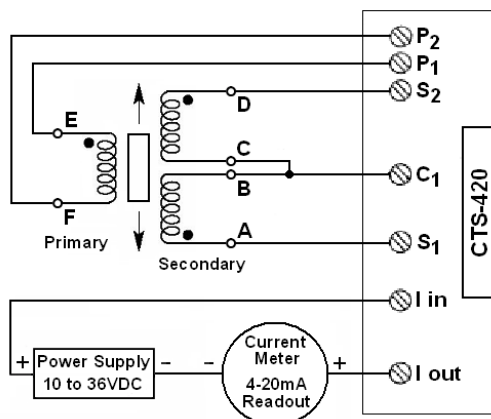 P2
P1
S2
E
D
C
B
C1
F
A
S1
Primary
Secondary
CTS-420
I in
+
Power Supply
10 to 36VDC
–
–
Current
Meter
4-20mA
Readout
+
I out